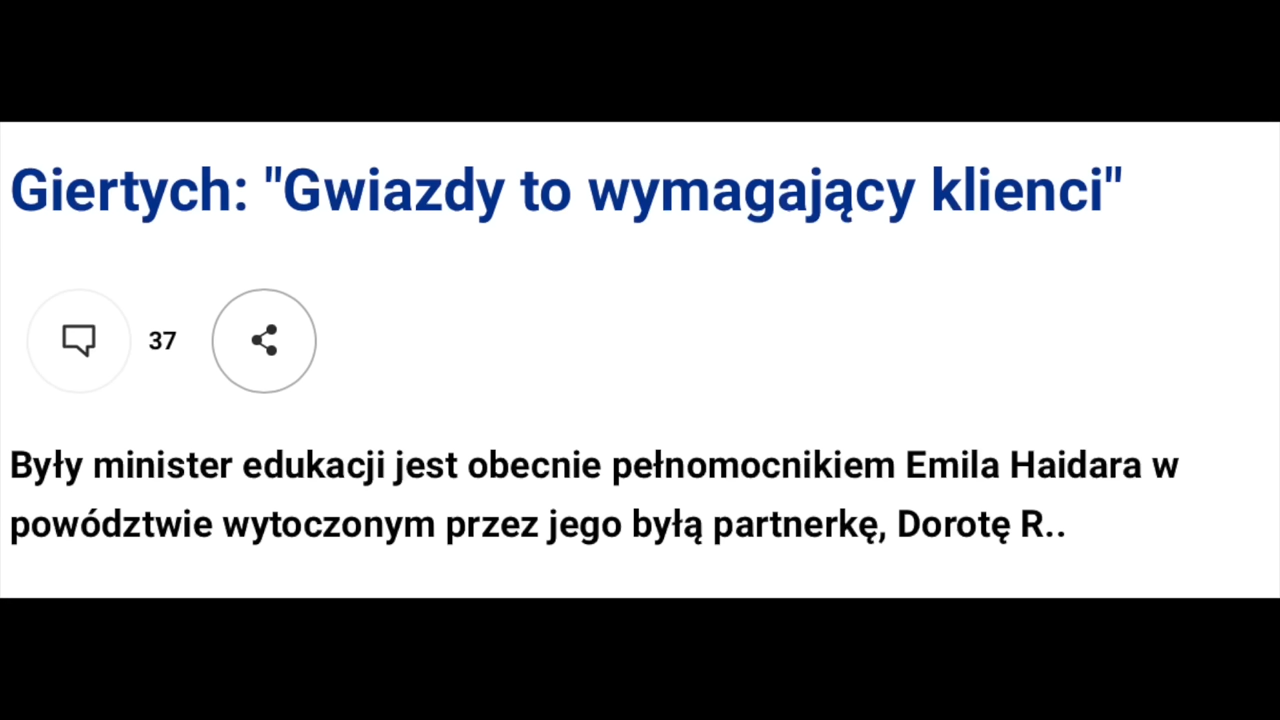 Giertych: "Gwiazdy to wymagający klienci"
37
Były minister edukacji jest obecnie pełnomocnikiem Emila Haidara w
powództwie wytoczonym przez jego byłą partnerkę, Dorotę R..